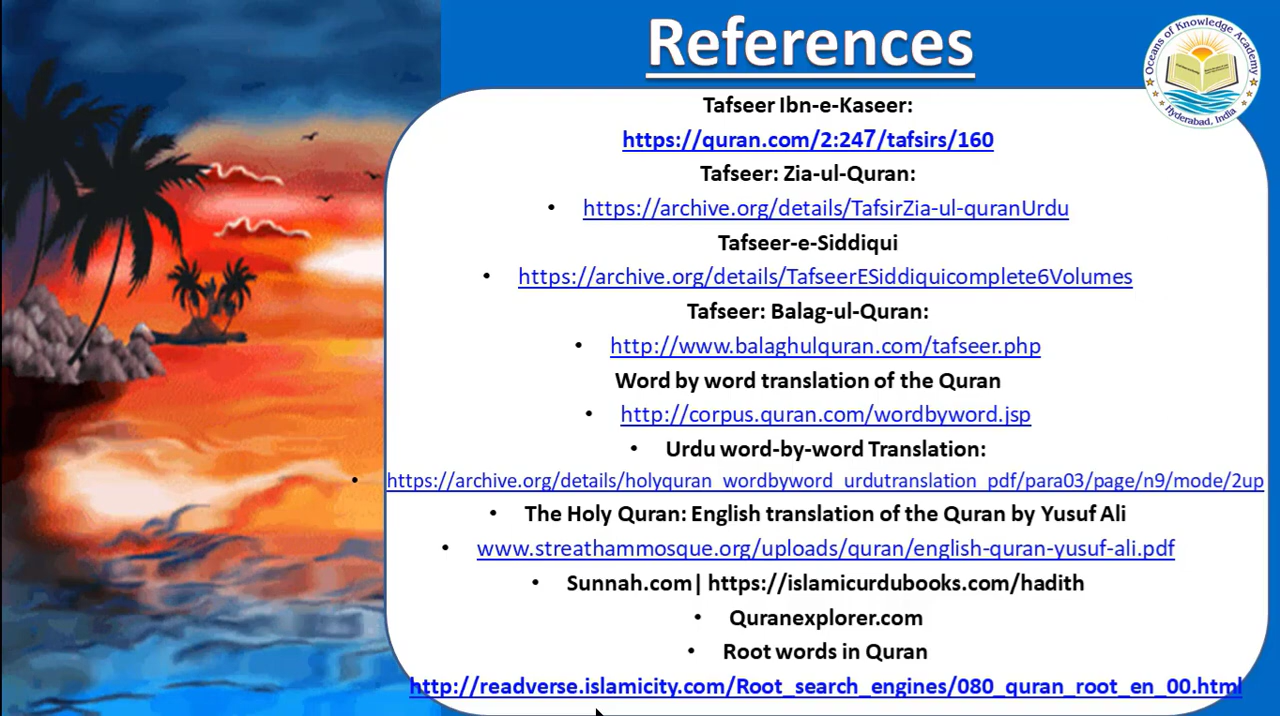 References
Oceans of Knowledge Academy
Hyderabad, India
Tafseer Ibn-e-Kaseer:
https://quran.com/2:247/tafsirs/160
Tafseer: Zia-ul-Quran:
• https://archive.org/details/TafsirZia-ul-quranUrdu
Tafseer-e-Siddiqui
• https://archive.org/details/TafseerESiddiquicomplete6Volumes
Tafseer: Balag-ul-Quran:
• http://www.balaghulquran.com/tafseer.php
Word by word translation of the Quran
• http://corpus.quran.com/wordbyword.jsp
• Urdu word-by-word Translation:
• https://archive.org/details/holyquran_wordbyword_urdutranslation_pdf/para03/page/n9/mode/2up
• The Holy Quran: English translation of the Quran by Yusuf Ali
• www.streathammosque.org/uploads/quran/english-quran-yusuf-ali.pdf
• Sunnah.com| https://islamicurdubooks.com/hadith
• Quranexplorer.com
• Root words in Quran
http://readverse.islamicity.com/Root_search_engines/080_quran_root_en_00.html